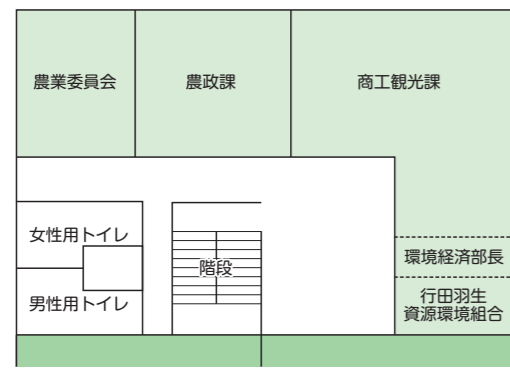 農業委員会
農政課
商工観光課
女性用トイレ
階段
環境経済部長
男性用トイレ
行田羽生
資源環境組合